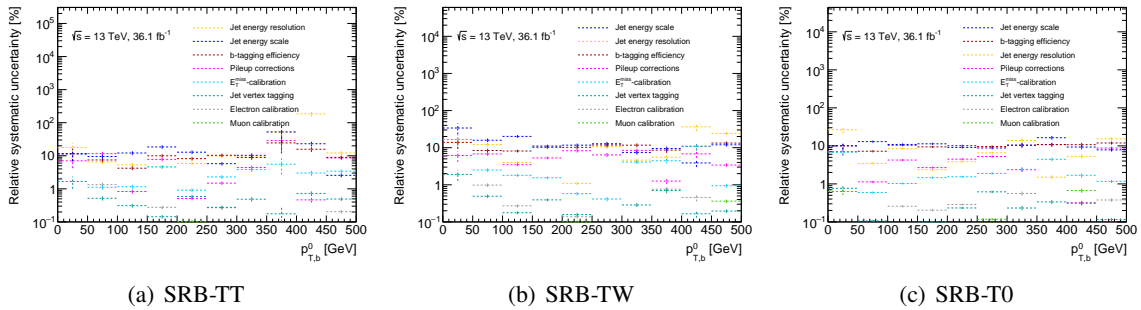 Relative systematic uncertainty [%]
10⁵
10⁴
10³
10²
10
1
10⁻¹
√s = 13 TeV, 36.1 fb⁻¹
Jet energy resolution
Jet energy scale
b-tagging efficiency
Pileup corrections
E_T^miss-calibration
Jet vertex tagging
Electron calibration
Muon calibration
0 50 100 150 200 250 300 350 400 450 500
p⁰_T,b [GeV]
(a) SRB-TT
Relative systematic uncertainty [%]
10⁴
10³
10²
10
1
10⁻¹
√s = 13 TeV, 36.1 fb⁻¹
Jet energy scale
Jet energy resolution
b-tagging efficiency
Pileup corrections
E_T^miss-calibration
Jet vertex tagging
Electron calibration
Muon calibration
0 50 100 150 200 250 300 350 400 450 500
p⁰_T,b [GeV]
(b) SRB-TW
Relative systematic uncertainty [%]
10⁴
10³
10²
10
1
10⁻¹
√s = 13 TeV, 36.1 fb⁻¹
Jet energy scale
b-tagging efficiency
Jet energy resolution
Pileup corrections
E_T^miss-calibration
Jet vertex tagging
Electron calibration
Muon calibration
0 50 100 150 200 250 300 350 400 450 500
p⁰_T,b [GeV]
(c) SRB-T0